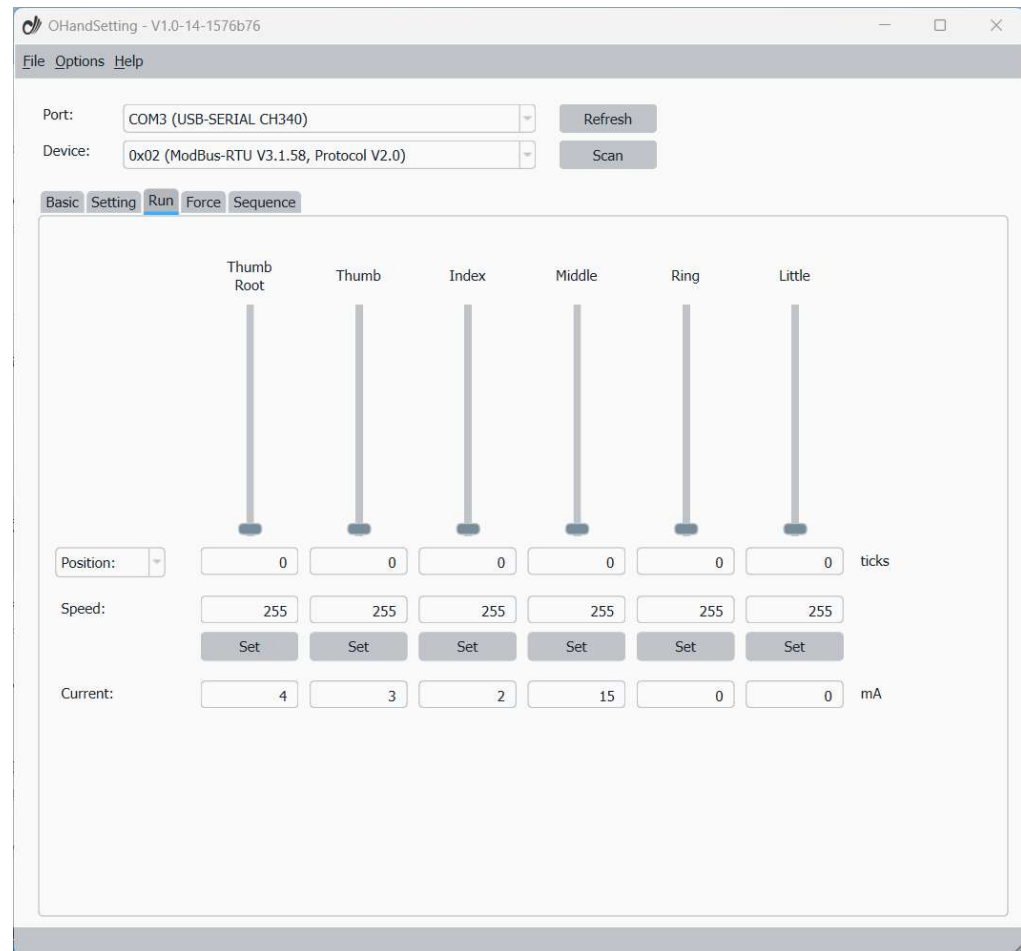 OHandSetting - V1.0-14-1576b76
File Options Help
Port: COM3 (USB-SERIAL CH340) Refresh
Device: 0x02 (ModBus-RTU V3.1.58, Protocol V2.0) Scan
Basic Setting Run Force Sequence
Thumb Root Thumb Index Middle Ring Little
Position: 0 0 0 0 0 0 ticks
Speed: 255 255 255 255 255 255
Set Set Set Set Set Set
Current: 4 3 2 15 0 0 mA